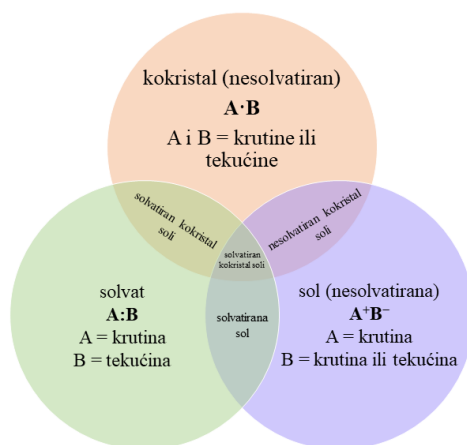 kokristal (nesolvatiran)
A·B
A i B = krutine ili
tekućine
solvatiran kokristal
soli
nesolvatiran kokristal
soli
solvatiran
kokristal soli
solvat
A:B
A = krutina
B = tekućina
solvatirana
sol
sol (nesolvatirana)
A⁺B⁻
A = krutina
B = krutina ili tekućina